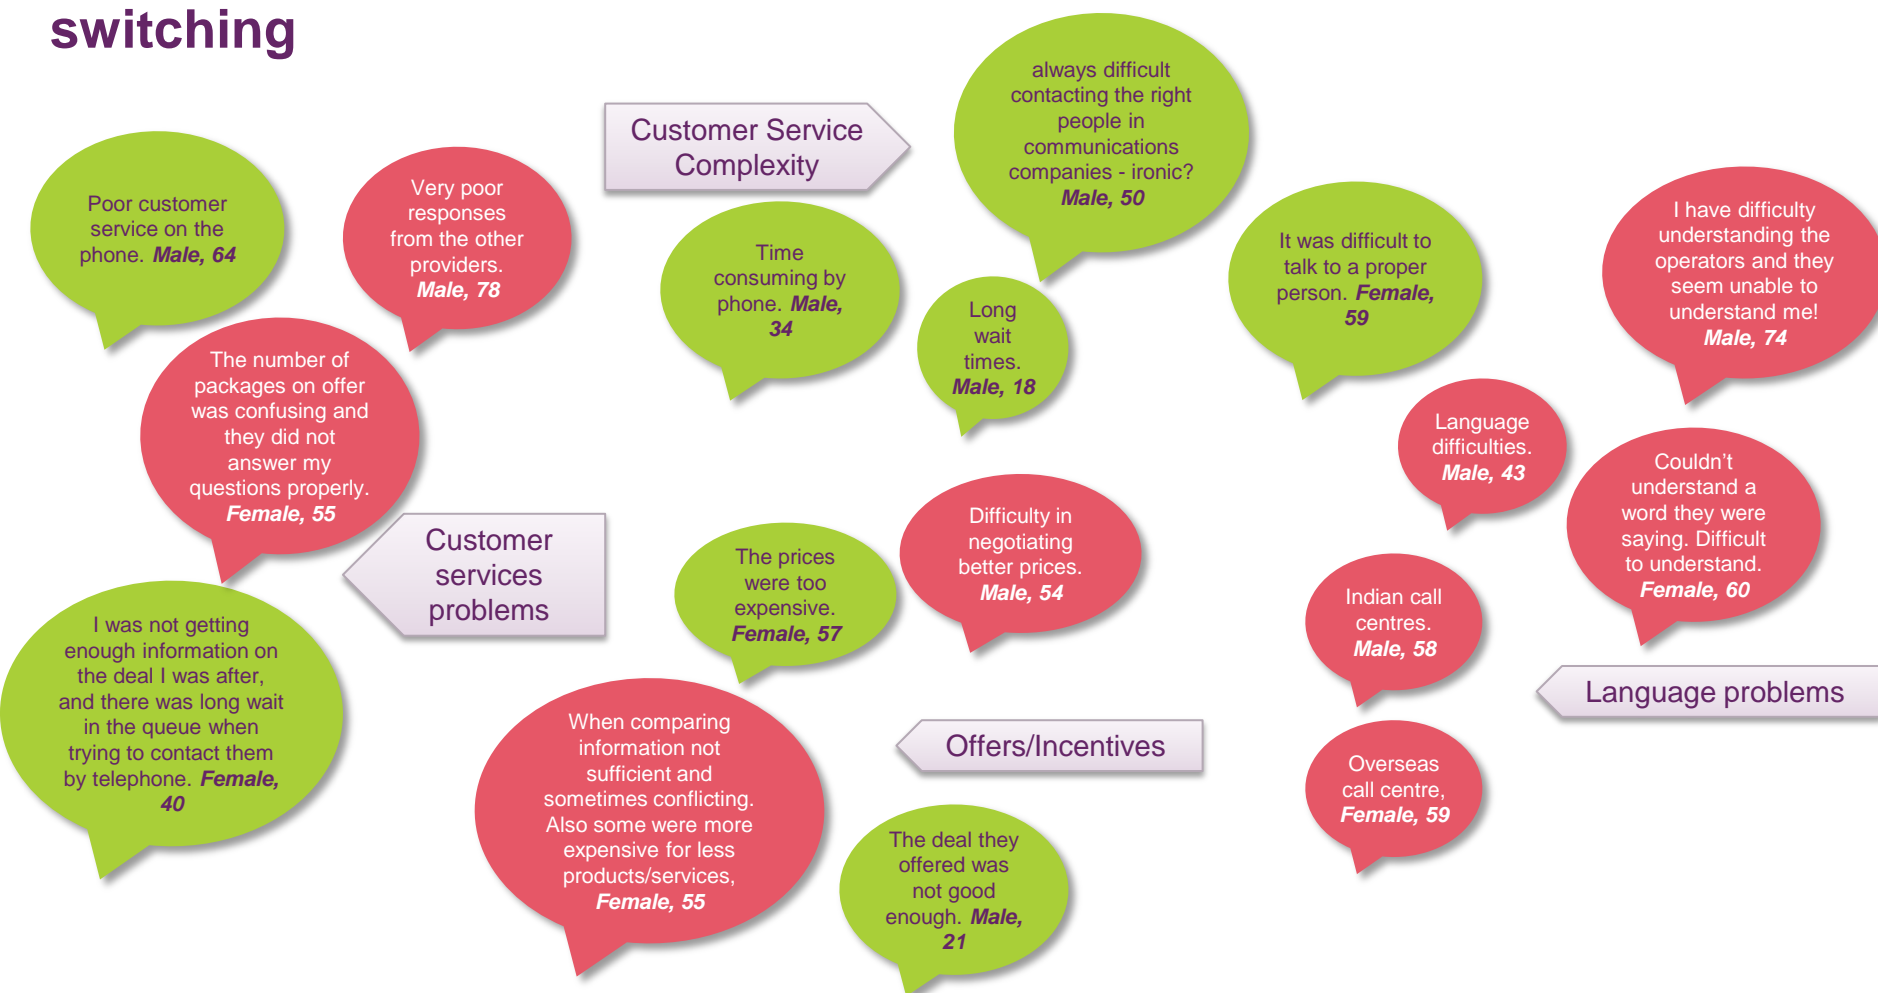 switching
Poor customer
service on the
phone. Male, 64
Very poor
responses
from the other
providers.
Male, 78
The number of
packages on offer
was confusing and
they did not
answer my
questions properly.
Female, 55
I was not getting
enough information on
the deal I was after,
and there was long wait
in the queue when
trying to contact them
by telephone. Female,
40
Customer
services
problems
Customer Service
Complexity
always difficult
contacting the right
people in
communications
companies - ironic?
Male, 50
Time
consuming by
phone. Male,
34
Long
wait
times.
Male, 18
It was difficult to
talk to a proper
person. Female,
59
The prices
were too
expensive.
Female, 57
Difficulty in
negotiating
better prices.
Male, 54
When comparing
information not
sufficient and
sometimes conflicting.
Also some were more
expensive for less
products/services,
Female, 55
Offers/Incentives
The deal they
offered was
not good
enough. Male,
21
I have difficulty
understanding the
operators and they
seem unable to
understand me!
Male, 74
Language
difficulties.
Male, 43
Couldn't
understand a
word they were
saying. Difficult
to understand.
Female, 60
Indian call
centres.
Male, 58
Language problems
Overseas
call centre,
Female, 59